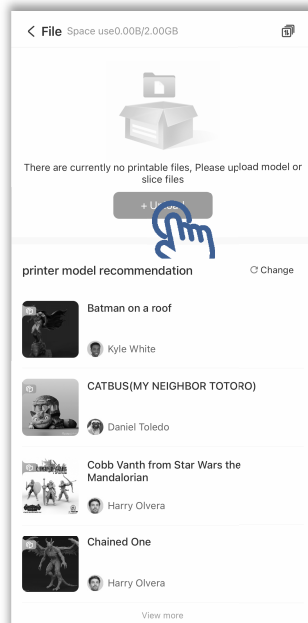 File Space use0.00B/2.00GB
There are currently no printable files, Please upload model or
slice files
+ Upload
printer model recommendation
Change
Batman on a roof
Kyle White
CATBUS(MY NEIGHBOR TOTORO)
Daniel Toledo
Cobb Vanth from Star Wars the
Mandalorian
Harry Olvera
Chained One
Harry Olvera
View more